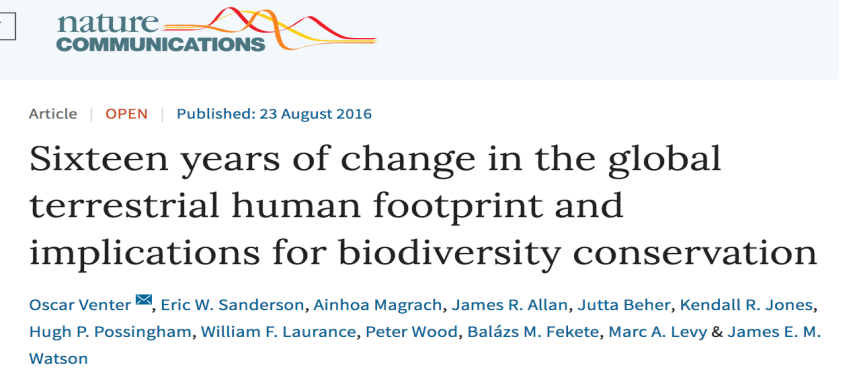 nature
COMMUNICATIONS
Article | OPEN | Published: 23 August 2016
Sixteen years of change in the global
terrestrial human footprint and
implications for biodiversity conservation
Oscar Venter, Eric W. Sanderson, Ainhoa Magrach, James R. Allan, Jutta Beher, Kendall R. Jones,
Hugh P. Possingham, William F. Laurance, Peter Wood, Balázs M. Fekete, Marc A. Levy & James E. M.
Watson